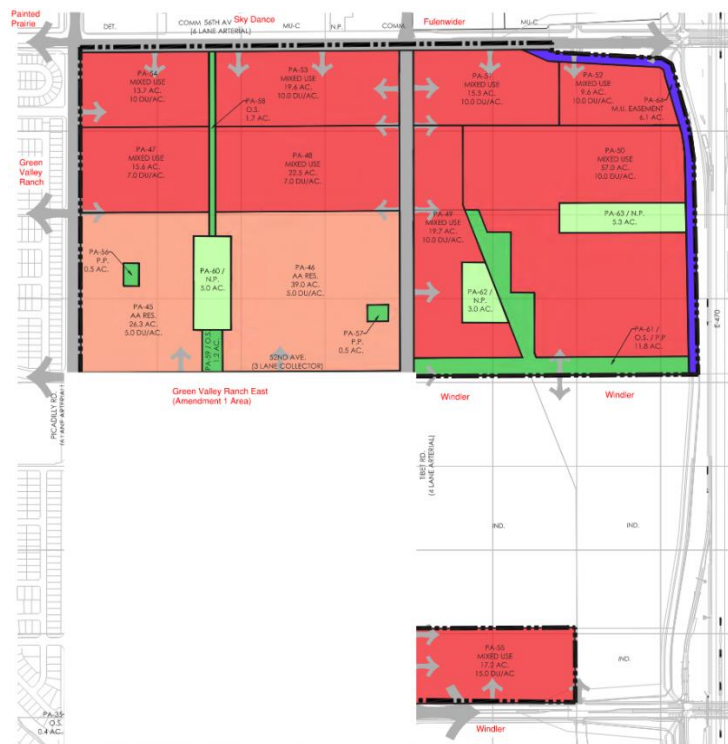 Painted
Prairie
DET.
COMM 56TH AV
(6 LANE ARTERIAL)
Sky Dance
MU-C
N.P.
COMM.
Fulenwider
MU-C
PA-54
MIXED USE
13.7 AC.
10 DU/AC.
PA-53
MIXED USE
19.6 AC.
10.0 DU/AC.
PA-58
O.S.
1.7 AC.
PA-51
MIXED USE
15.5 AC.
10.0 DU/AC.
PA-52
MIXED USE
9.6 AC.
10.0 DU/AC.
PA-64
M.U. EASEMENT
6.1 AC.
Green
Valley
Ranch
PA-47
MIXED USE
15.6 AC.
7.0 DU/AC.
PA-48
MIXED USE
22.5 AC.
7.0 DU/AC.
PA-50
MIXED USE
57.0 AC.
10.0 DU/AC.
PA-49
MIXED USE
19.7 AC.
10.0 DU/AC.
PA-63 / N.P.
5.3 AC.
PA-56
P.P.
0.5 AC.
PA-60 /
N.P.
5.0 AC.
PA-46
AA RES.
39.0 AC.
5.0 DU/AC.
PA-62 /
N.P.
3.0 AC.
PA-45
AA RES.
26.3 AC.
5.0 DU/AC.
PA-57
P.P.
0.5 AC.
PA-59 / O.S.
1.2 AC.
PA-61 /
O.S. / P.P
11.8 AC.
E-470
52ND AVE.
(3 LANE COLLECTOR)
Green Valley Ranch East
(Amendment 1 Area)
Windler
Windler
PICADILLY RD.
(6 LANE ARTERIAL)
TIBET RD.
(4 LANE ARTERIAL)
IND.
IND.
PA-55
MIXED USE
17.3 AC.
15.0 DU/AC
IND.
PA-35
O.S.
0.4 AC.
Windler